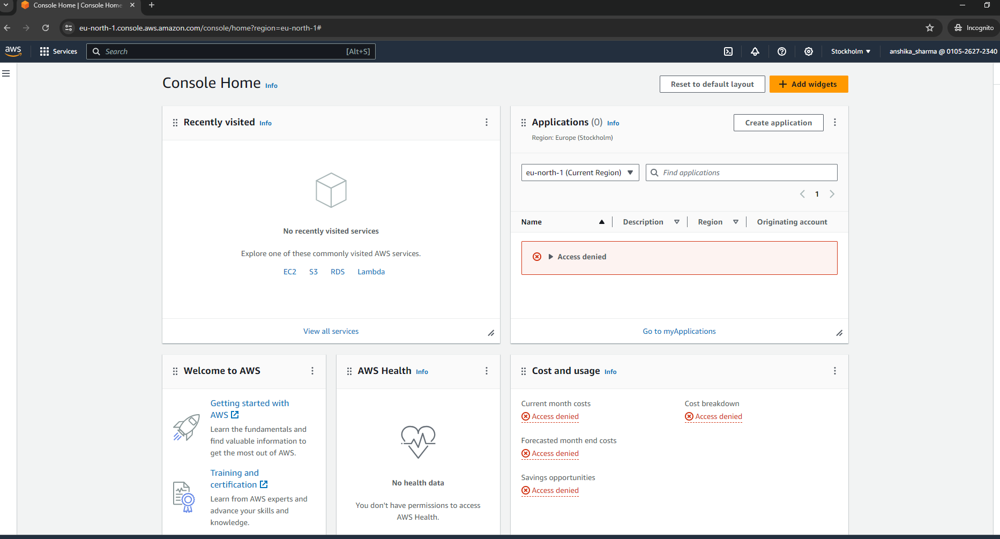 Console Home | Console Home
eu-north-1.console.aws.amazon.com/console/home?region=eu-north-1#
Incognito
aws
Services
Search
[Alt+S]
Stockholm
anshika_sharma @ 0105-2627-2340
Console Home Info
Reset to default layout
Add widgets
Recently visited Info
No recently visited services
Explore one of these commonly visited AWS services.
EC2 S3 RDS Lambda
View all services
Applications (0) Info
Region: Europe (Stockholm)
Create application
eu-north-1 (Current Region)
Find applications
1
Name Description Region Originating account
Access denied
Go to myApplications
Welcome to AWS
Getting started with
AWS
Learn the fundamentals and
find valuable information to
get the most out of AWS.
Training and
certification
Learn from AWS experts and
advance your skills and
knowledge.
AWS Health Info
No health data
You don't have permissions to access
AWS Health.
Cost and usage Info
Current month costs
Access denied
Forecasted month end costs
Access denied
Savings opportunities
Access denied
Cost breakdown
Access denied